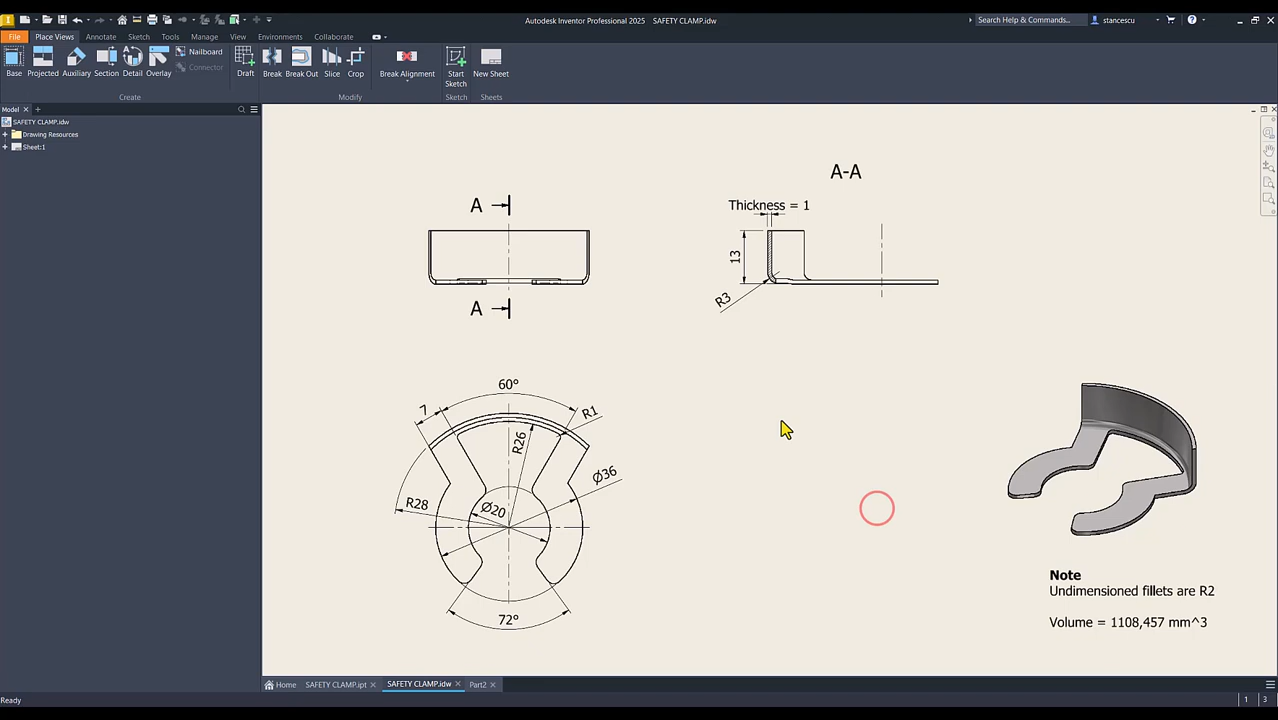 Autodesk Inventor Professional 2025 SAFETY CLAMP.idw
Search Help & Commands...
stancescu
File Place Views Annotate Sketch Tools Manage View Environments Collaborate
Base Projected Auxiliary Section Detail Overlay
Nailboard
Connector
Draft Break Break Out Slice Crop Break Alignment
Start Sketch
New Sheet
Create Modify Sketch Sheets
Model
SAFETY CLAMP.idw
Drawing Resources
Sheet:1
A
A
A-A
Thickness = 1
13
R3
60°
7
R1
R26
Ø36
R28
Ø20
72°
Note
Undimensioned fillets are R2
Volume = 1108,457 mm^3
Home SAFETY CLAMP.ipt SAFETY CLAMP.idw Part2
Ready
1 3